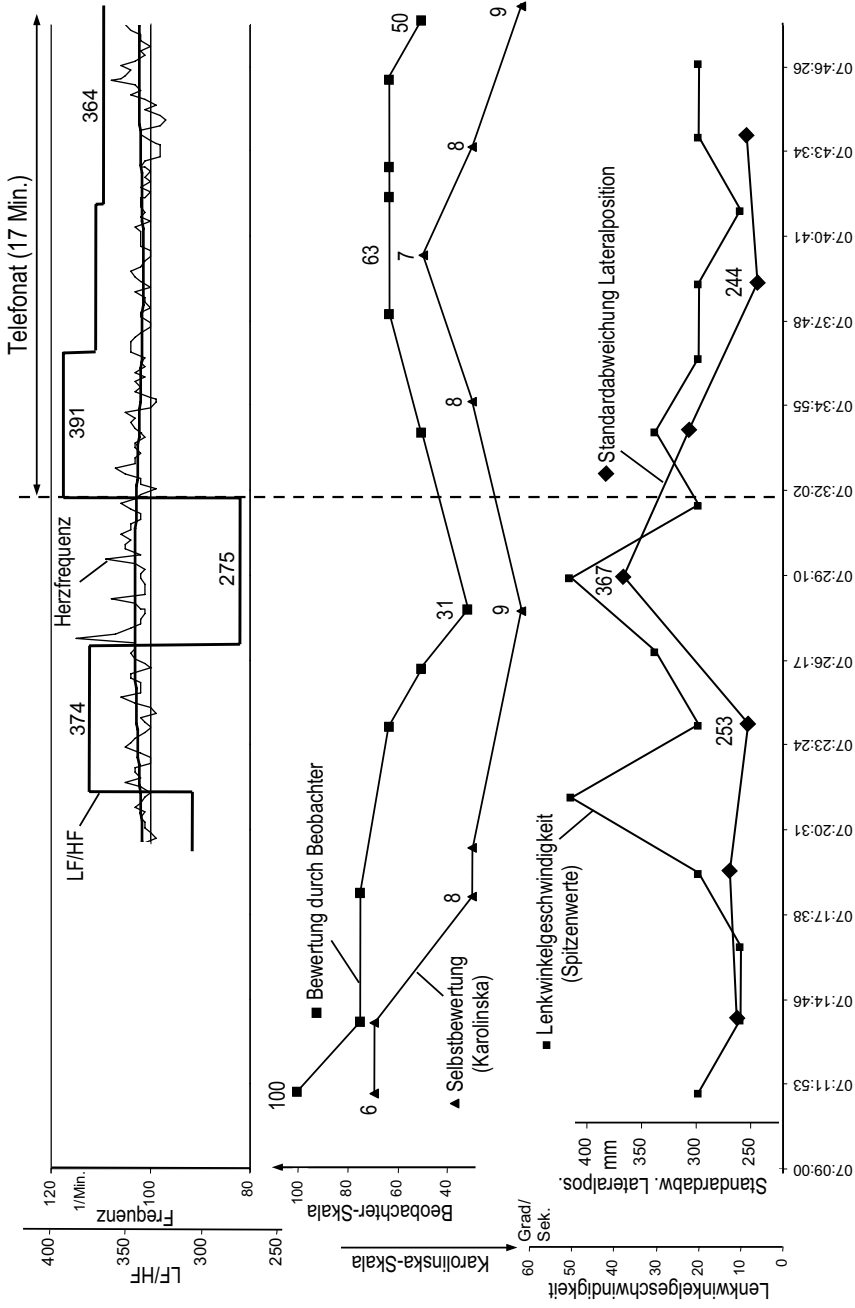 Telefonat (17 Min.)
400
350
300
LF/HF
120
1/Min.
100
80
Frequenz
LF/HF
374
275
Herzfrequenz
391
364
100
80
60
40
Beobachter-Skala
Karolinska-Skala
100
31
63
50
■ Bewertung durch Beobachter
6
8
9
8
7
8
9
▲ Selbstbewertung
(Karolinska)
Grad/
Sek.
60
50
40
30
20
10
0
Lenkwinkelgeschwindigkeit
400
mm
350
300
250
Standardabw. Lateralpos.
■ Lenkwinkelgeschwindigkeit
(Spitzenwerte)
253
367
244
◆ Standardabweichung Lateralposition
07:09:00
07:11:53
07:14:46
07:17:38
07:20:31
07:23:24
07:26:17
07:29:10
07:32:02
07:34:55
07:37:48
07:40:41
07:43:34
07:46:26